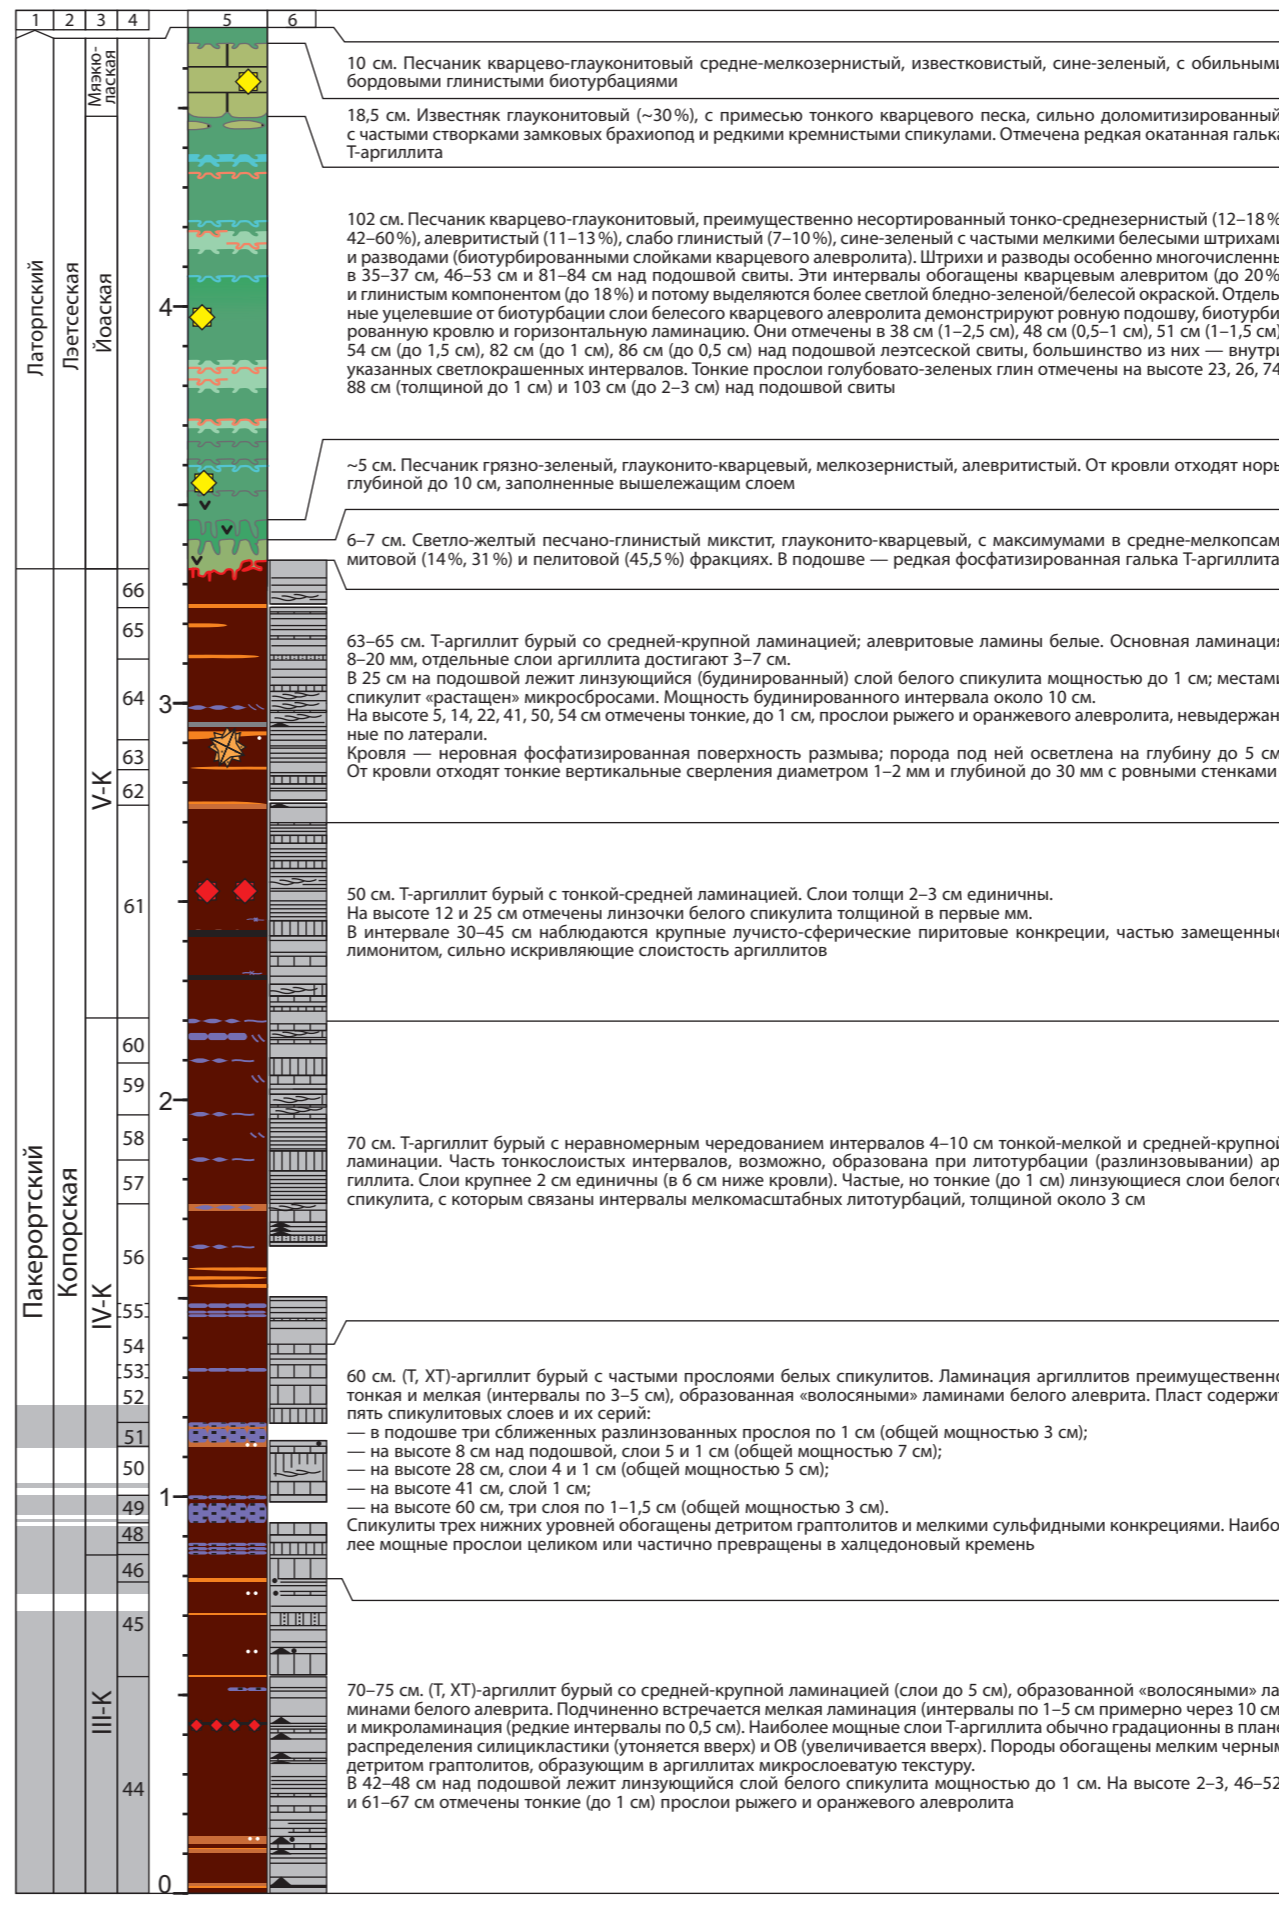 1 2 3 4 5 6
Мяэкю-
лаская
Йоаская
Латорпский
Лэетсеская
Пакерортский
Копорская
V-К
IV-К
III-К
66
65
64
63
62
61
60
59
58
57
56
55
54
53
52
51
50
49
48
46
45
44
4
3
2
1
0
10 см. Песчаник кварцево-глауконитовый средне-мелкозернистый, известковистый, сине-зеленый, с обильными
бордовыми глинистыми биотурбациями
18,5 см. Известняк глауконитовый (~30 %), с примесью тонкого кварцевого песка, сильно доломитизированный,
с частыми створками замковых брахиопод и редкими кремнистыми спикулами. Отмечена редкая окатанная галька
Т-аргиллита
102 см. Песчаник кварцево-глауконитовый, преимущественно несортированный тонко-среднезернистый (12–18 %
42–60 %), алевритистый (11–13 %), слабо глинистый (7–10 %), сине-зеленый с частыми мелкими белесыми штрихами
и разводами (биотурбированными слойками кварцевого алевролита). Штрихи и разводы особенно многочисленны
в 35–37 см, 46–53 см и 81–84 см над подошвой свиты. Эти интервалы обогащены кварцевым алевритом (до 20 %
и глинистым компонентом (до 18 %) и потому выделяются более светлой бледно-зеленой/белесой окраской. Отдель
ные уцелевшие от биотурбации слои белесого кварцевого алевролита демонстрируют ровную подошву, биотурби
рованную кровлю и горизонтальную ламинацию. Они отмечены в 38 см (1–2,5 см), 48 см (0,5–1 см), 51 см (1–1,5 см)
54 см (до 1,5 см), 82 см (до 1 см), 86 см (до 0,5 см) над подошвой леэтсеской свиты, большинство из них — внутри
указанных светлокрашенных интервалов. Тонкие прослои голубовато-зеленых глин отмечены на высоте 23, 26, 74
88 см (толщиной до 1 см) и 103 см (до 2–3 см) над подошвой свиты
~5 см. Песчаник грязно-зеленый, глауконито-кварцевый, мелкозернистый, алевритистый. От кровли отходят норы
глубиной до 10 см, заполненные вышележащим слоем
6–7 см. Светло-желтый песчано-глинистый микстит, глауконито-кварцевый, с максимумами в средне-мелкопсам
митовой (14 %, 31 %) и пелитовой (45,5 %) фракциях. В подошве — редкая фосфатизированная галька Т-аргиллита
63–65 см. Т-аргиллит бурый со средней-крупной ламинацией; алевритовые ламины белые. Основная ламинация
8–20 мм, отдельные слои аргиллита достигают 3–7 см.
В 25 см на подошвой лежит линзующийся (будинированный) слой белого спикулита мощностью до 1 см; местами
спикулит «растащен» микросбросами. Мощность будинированного интервала около 10 см.
На высоте 5, 14, 22, 41, 50, 54 см отмечены тонкие, до 1 см, прослои рыжего и оранжевого алевролита, невыдержан
ные по латерали.
Кровля — неровная фосфатизированная поверхность размыва; порода под ней осветлена на глубину до 5 см
От кровли отходят тонкие вертикальные сверления диаметром 1–2 мм и глубиной до 30 мм с ровными стенками
50 см. Т-аргиллит бурый с тонкой-средней ламинацией. Слои толщи 2–3 см единичны.
На высоте 12 и 25 см отмечены линзочки белого спикулита толщиной в первые мм.
В интервале 30–45 см наблюдаются крупные лучисто-сферические пиритовые конкреции, частью замещенные
лимонитом, сильно искривляющие слоистость аргиллитов
70 см. Т-аргиллит бурый с неравномерным чередованием интервалов 4–10 см тонкой-мелкой и средней-крупной
ламинации. Часть тонкослоистых интервалов, возможно, образована при литотурбации (разлинзовывании) ар
гиллита. Слои крупнее 2 см единичны (в 6 см ниже кровли). Частые, но тонкие (до 1 см) линзующиеся слои белого
спикулита, с которым связаны интервалы мелкомасштабных литотурбаций, толщиной около 3 см
60 см. (Т, ХТ)-аргиллит бурый с частыми прослоями белых спикулитов. Ламинация аргиллитов преимущественно
тонкая и мелкая (интервалы по 3–5 см), образованная «волосяными» ламинами белого алеврита. Пласт содержит
пять спикулитовых слоев и их серий:
— в подошве три сближенных разлинзованных прослоя по 1 см (общей мощностью 3 см);
— на высоте 8 см над подошвой, слои 5 и 1 см (общей мощностью 7 см);
— на высоте 28 см, слои 4 и 1 см (общей мощностью 5 см);
— на высоте 41 см, слой 1 см;
— на высоте 60 см, три слоя по 1–1,5 см (общей мощностью 3 см).
Спикулиты трех нижних уровней обогащены детритом граптолитов и мелкими сульфидными конкрециями. Наибо
лее мощные прослои целиком или частично превращены в халцедоновый кремень
70–75 см. (Т, ХТ)-аргиллит бурый со средней-крупной ламинацией (слои до 5 см), образованной «волосяными» ла
минами белого алеврита. Подчиненно встречается мелкая ламинация (интервалы по 1–5 см примерно через 10 см
и микроламинация (редкие интервалы по 0,5 см). Наиболее мощные слои Т-аргиллита обычно градационны в плане
распределения силицикластики (утоняется вверх) и ОВ (увеличивается вверх). Породы обогащены мелким черным
детритом граптолитов, образующим в аргиллитах микрослоеватую текстуру.
В 42–48 см над подошвой лежит линзующийся слой белого спикулита мощностью до 1 см. На высоте 2–3, 46–52
и 61–67 см отмечены тонкие (до 1 см) прослои рыжего и оранжевого алевролита